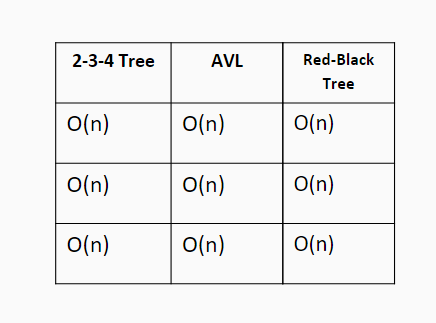 2-3-4 Tree AVL Red-Black
Tree
O(n) O(n) O(n)
O(n) O(n) O(n)
O(n) O(n) O(n)